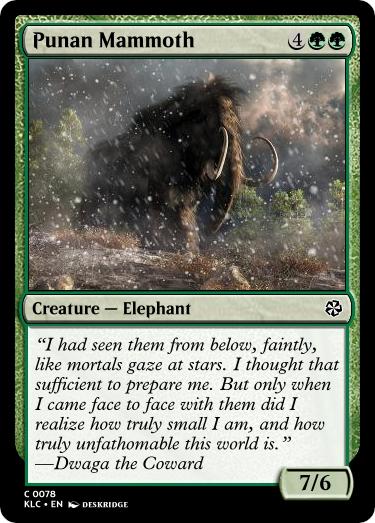 Punan Mammoth 4
Creature — Elephant
“I had seen them from below, faintly,
like mortals gaze at stars. I thought that
sufficient to prepare me. But only when
I came face to face with them did I
realize how truly small I am, and how
truly unfathomable this world is.”
—Dwaga the Coward
7/6
C 0078
KLC • EN DESKRIDGE